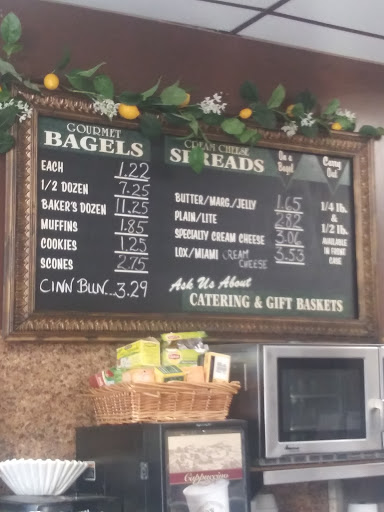 GOURMET
BAGELS
EACH 1.22
1/2 DOZEN 7.25
BAKER'S DOZEN 11.25
MUFFINS 1.85
COOKIES 1.25
SCONES 2.75
CINN BUN...3.29
CREAM CHEESE
SPREADS
On a
Bagel
Carry
Out
BUTTER/MARG./JELLY 1.65
PLAIN/LITE 2.82
SPECIALTY CREAM CHEESE 3.06
LOX/MIAMI CREAM CHEESE 3.53
1/4 lb.
&
1/2 lb.
AVAILABLE
IN FRONT
CASE
Ask Us About
CATERING & GIFT BASKETS
Cappuccino